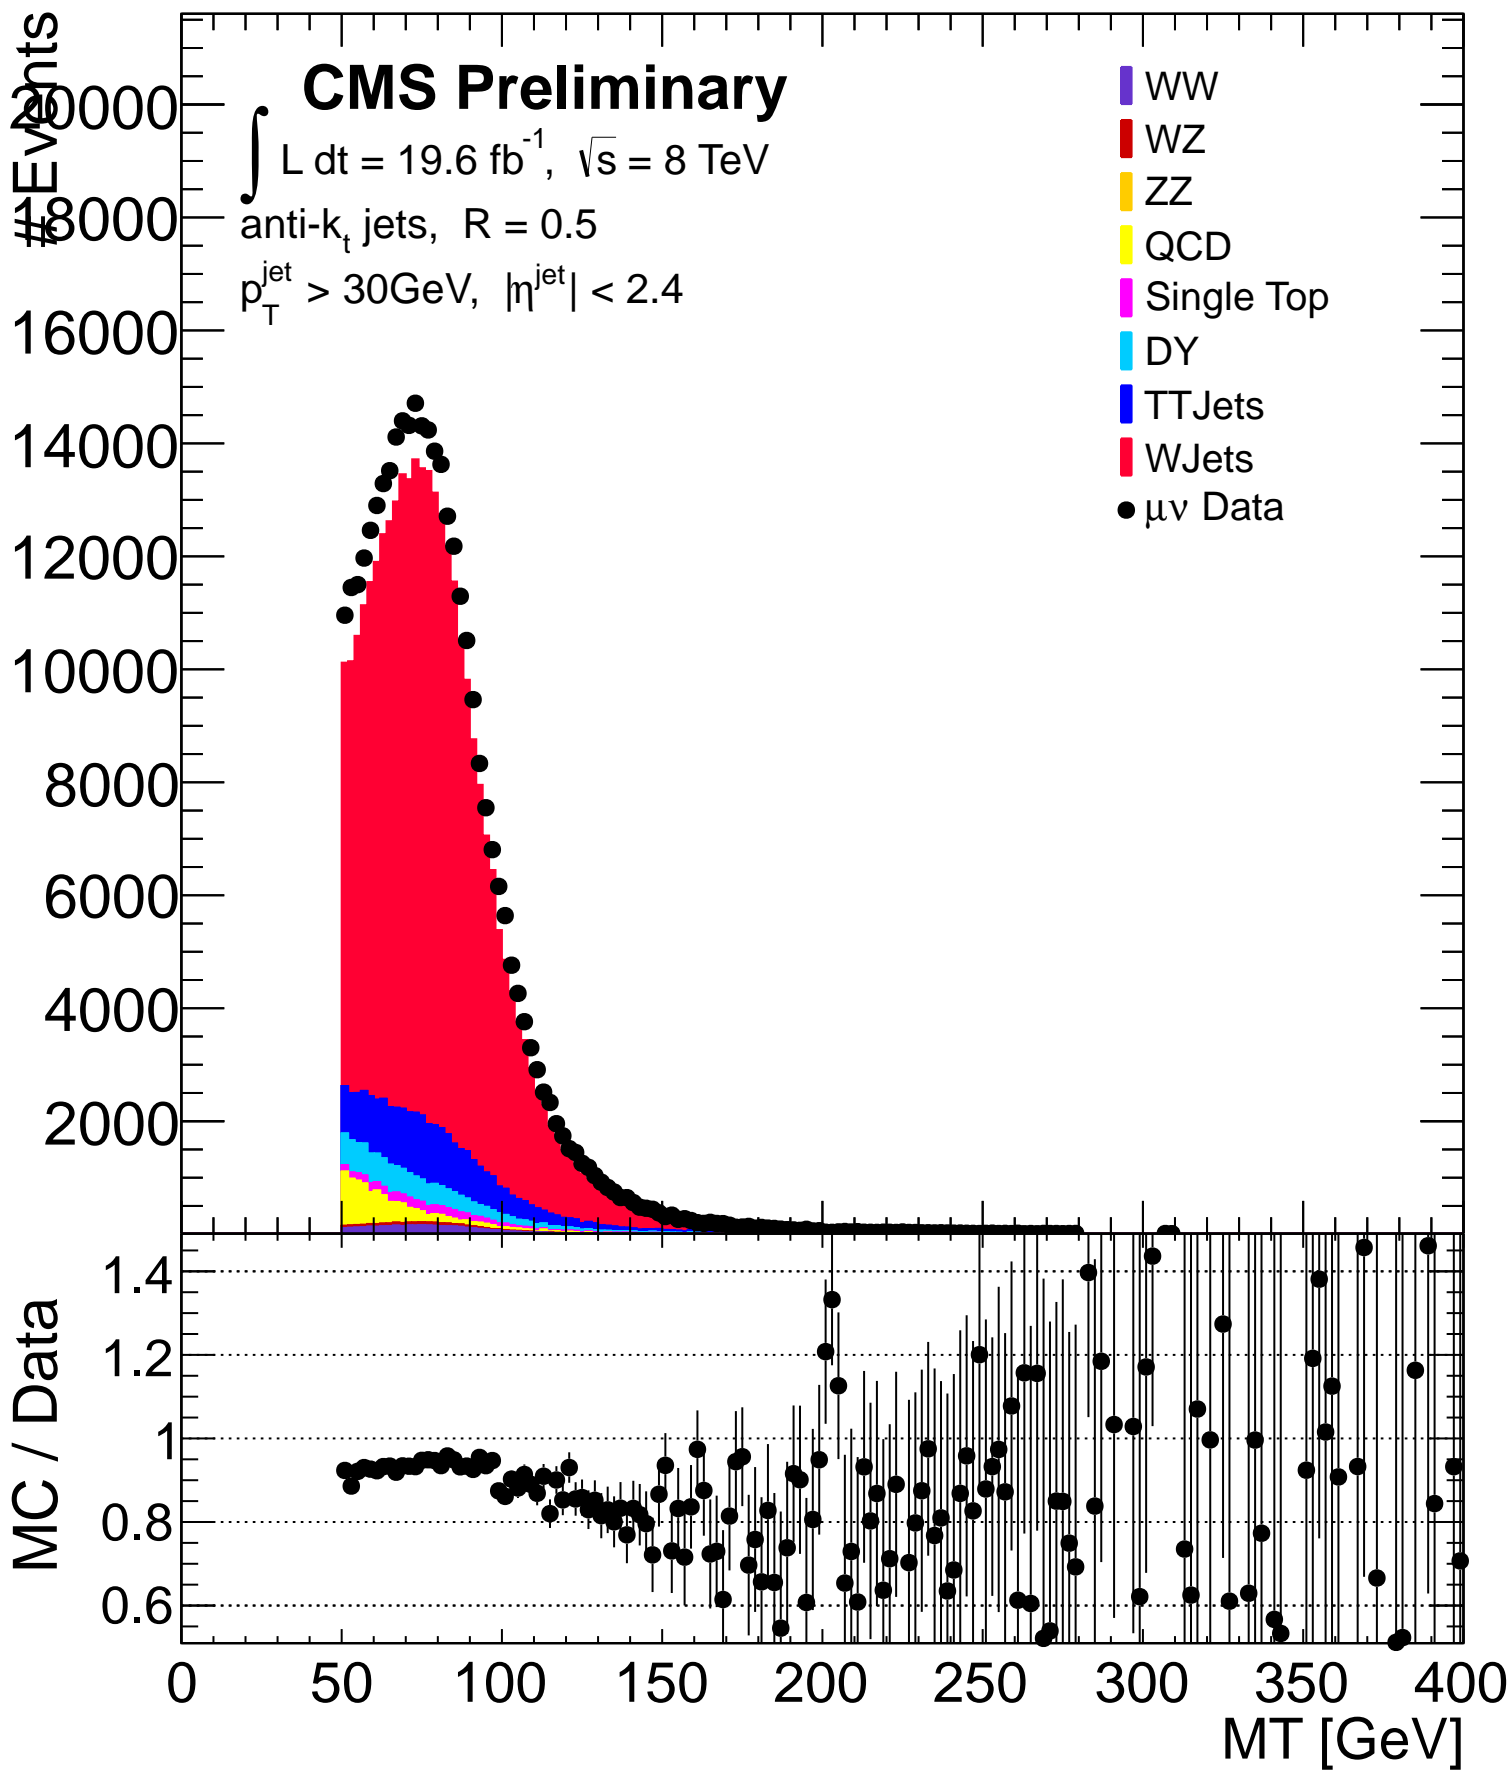 #Events
CMS Preliminary
∫ L dt = 19.6 fb⁻¹, √s = 8 TeV
anti-kₜ jets, R = 0.5
p_T^jet > 30GeV, |η^jet| < 2.4
WW
WZ
ZZ
QCD
Single Top
DY
TTJets
WJets
μν Data
20000
18000
16000
14000
12000
10000
8000
6000
4000
2000
MC / Data
1.4
1.2
1
0.8
0.6
0 50 100 150 200 250 300 350 400
MT [GeV]